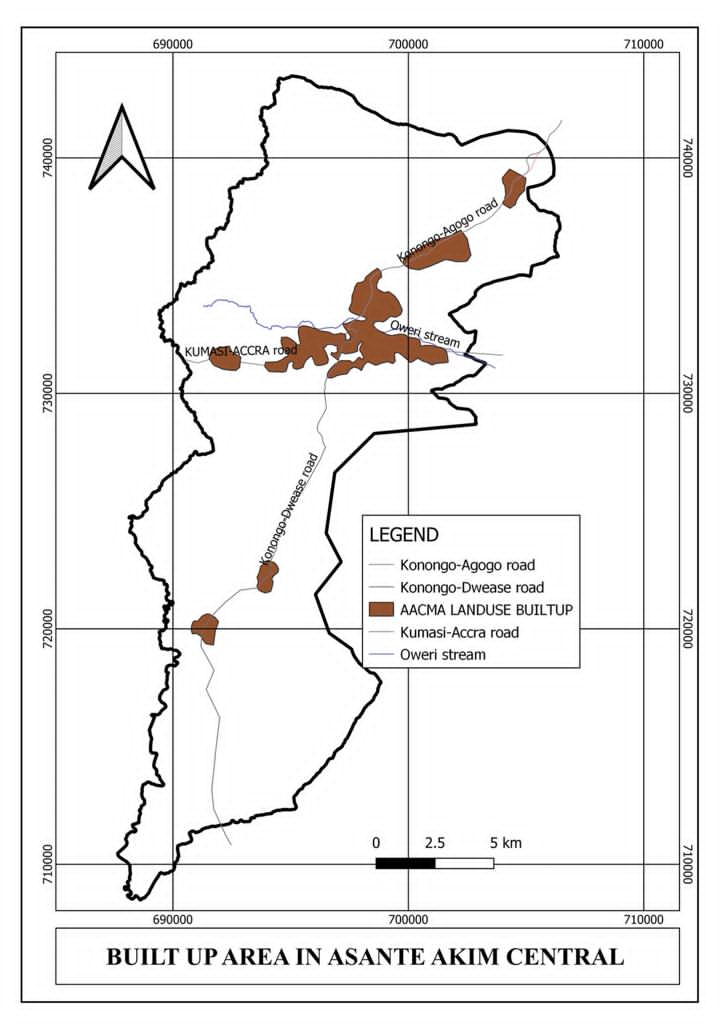 690000 700000 710000
740000 740000
Konongo-Agogo road
Oweri stream
KUMASI-ACCRA road
730000 730000
Konongo-Dwease road
LEGEND
Konongo-Agogo road
Konongo-Dwease road
AACMA LANDUSE BUILTUP
Kumasi-Accra road
Oweri stream
720000 720000
0 2.5 5 km
710000 710000
690000 700000 710000
BUILT UP AREA IN ASANTE AKIM CENTRAL